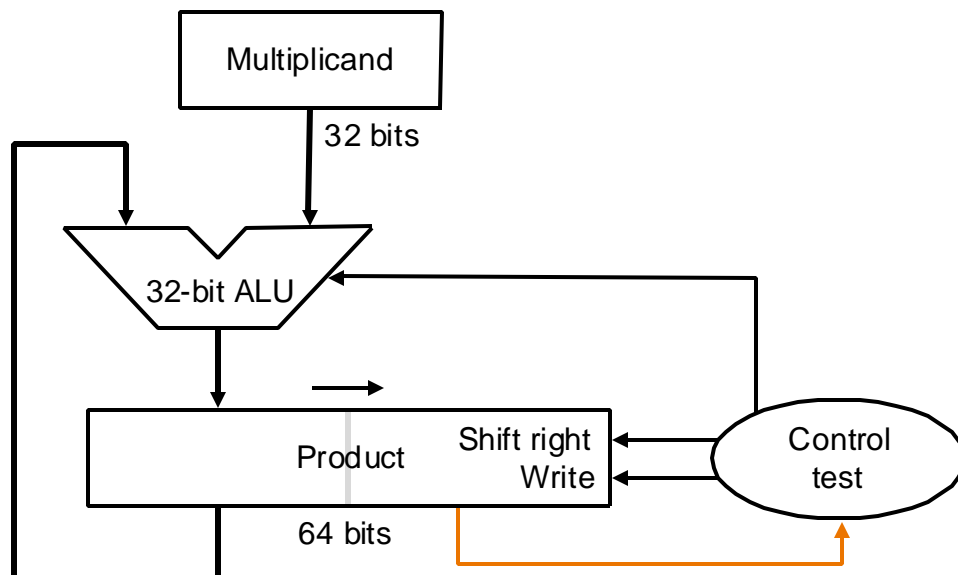 Multiplicand
32 bits
32-bit ALU
Product
Shift right
Write
64 bits
Control
test